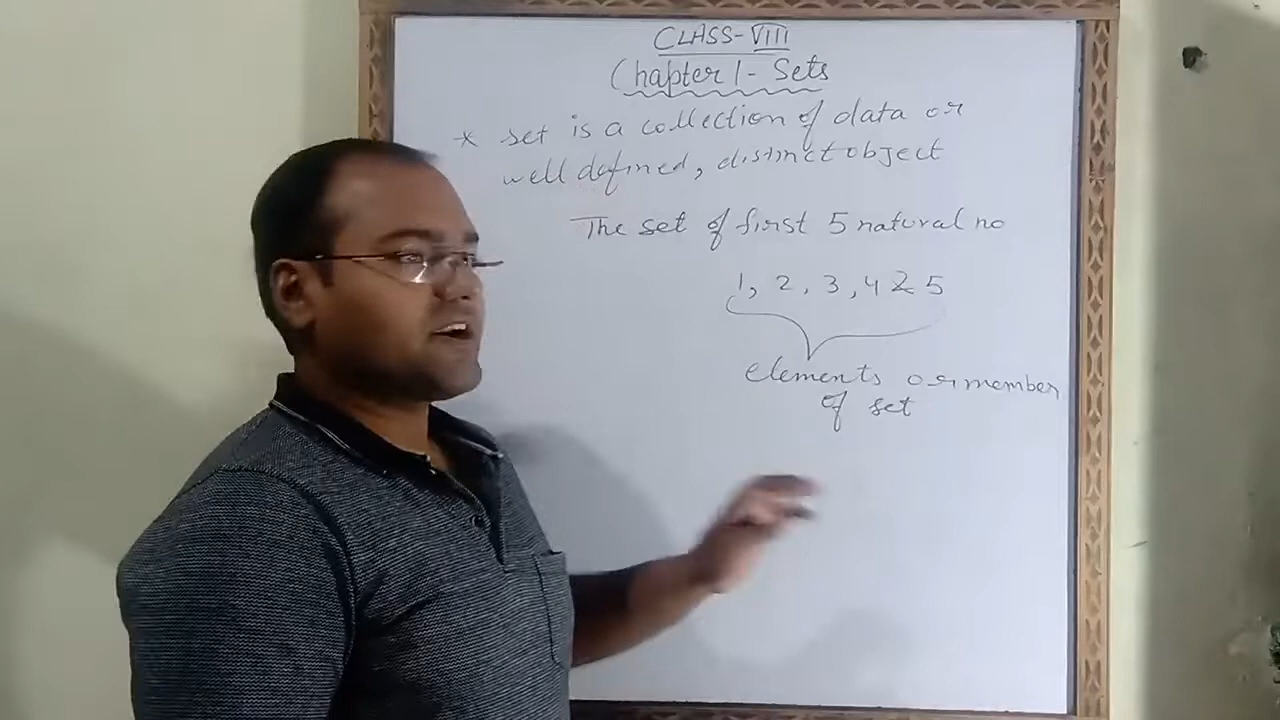 CLASS-VIII
Chapter 1- Sets
* set is a collection of data or
well defined, distinct object
The set of first 5 natural no
1, 2, 3, 4 & 5
elements or member
of set